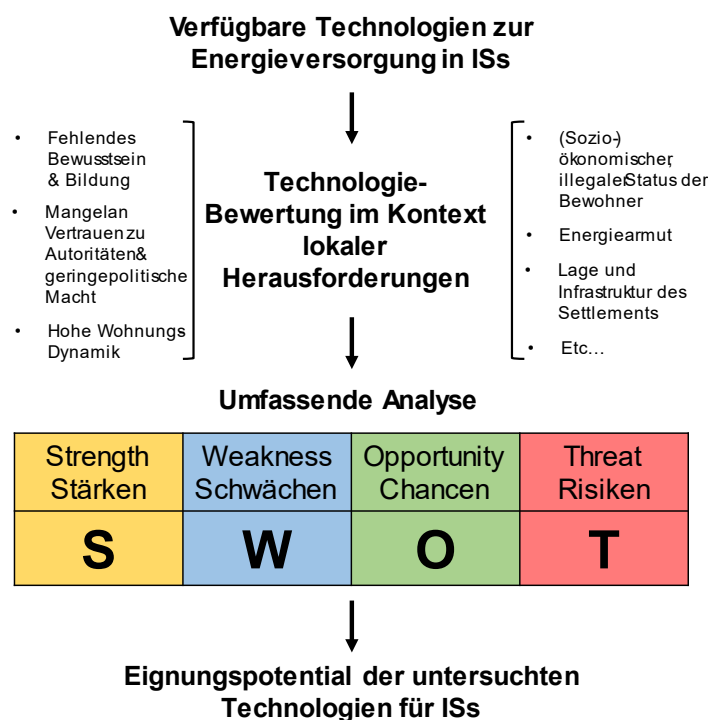 Verfügbare Technologien zur
Energieversorgung in ISs
• Fehlendes
Bewusstsein
& Bildung
• Mangelan
Vertrauen zu
Autoritäten&
geringepolitische
Macht
• Hohe Wohnungs
Dynamik
Technologie-
Bewertung im Kontext
lokaler
Herausforderungen
• (Sozio-)
ökonomischer,
illegalerStatus der
Bewohner
• Energiearmut
• Lage und
Infrastruktur des
Settlements
• Etc…
Umfassende Analyse
Strength
Stärken
Weakness
Schwächen
Opportunity
Chancen
Threat
Risiken
S
W
O
T
Eignungspotential der untersuchten
Technologien für ISs